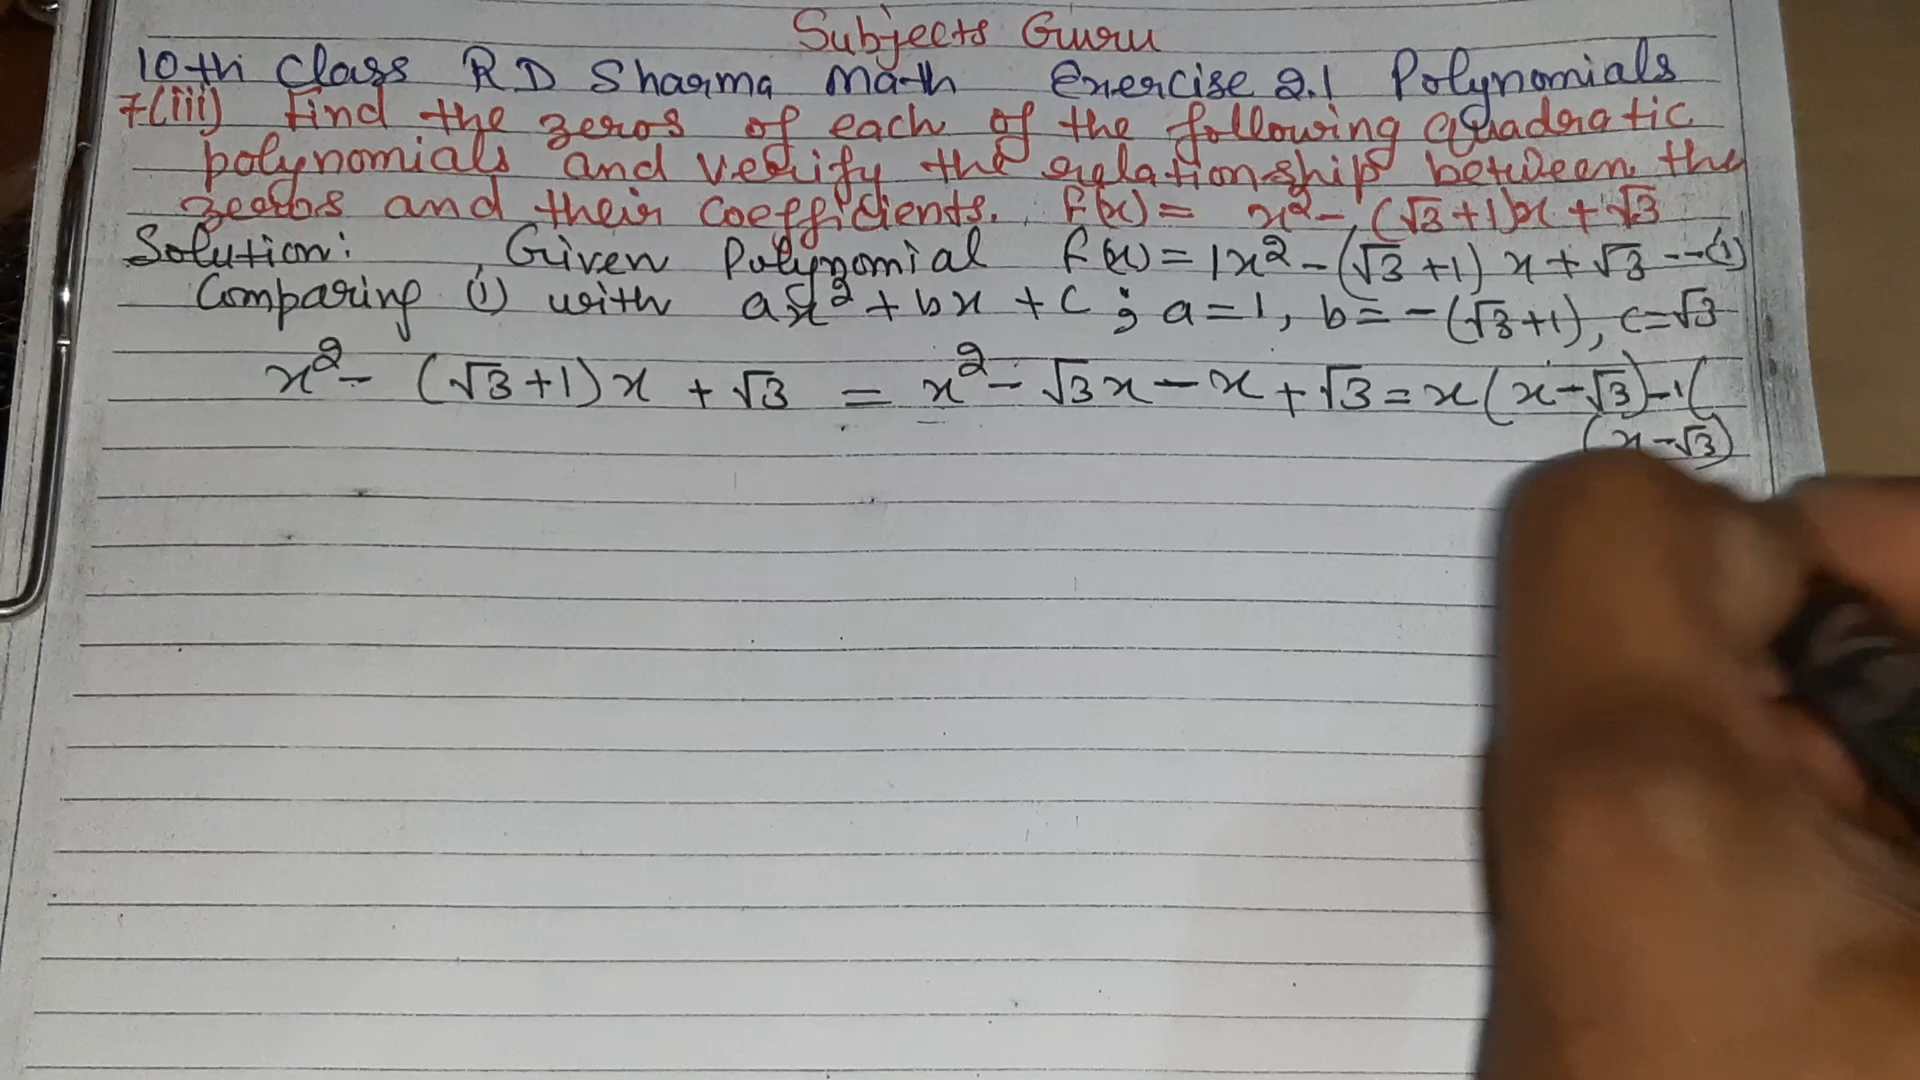 Subjects Guru
10th Class RD Sharma Math Exercise 2.1 Polynomials
7(iii) Find the zeros of each of the following quadratic
polynomials and verify the relationship between the
zeros and their coefficients. f(x) = x² - (√3+1)x + √3
Solution: Given Polynomial f(x) = 1x² - (√3+1)x + √3 --(1)
Comparing (1) with ax² + bx + c ; a=1, b= -(√3+1), c=√3
x² - (√3+1)x + √3 = x² - √3x - x + √3 = x(x-√3) -1(
(x-√3)